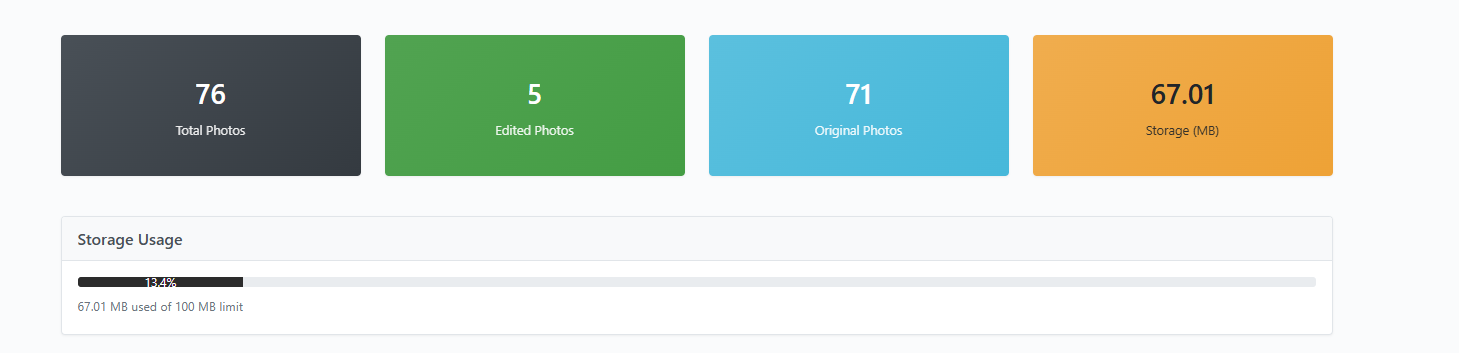 76
Total Photos
5
Edited Photos
71
Original Photos
67.01
Storage (MB)
Storage Usage
13.4%
67.01 MB used of 100 MB limit